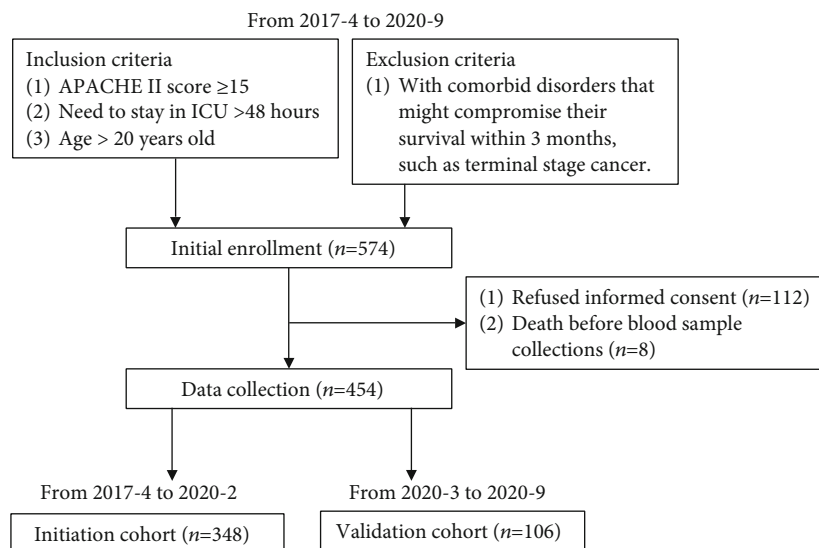 From 2017-4 to 2020-9
Inclusion criteria
(1) APACHE II score ≥15
(2) Need to stay in ICU >48 hours
(3) Age > 20 years old
Exclusion criteria
(1) With comorbid disorders that
might compromise their
survival within 3 months,
such as terminal stage cancer.
Initial enrollment (n=574)
(1) Refused informed consent (n=112)
(2) Death before blood sample
collections (n=8)
Data collection (n=454)
From 2017-4 to 2020-2
Initiation cohort (n=348)
From 2020-3 to 2020-9
Validation cohort (n=106)